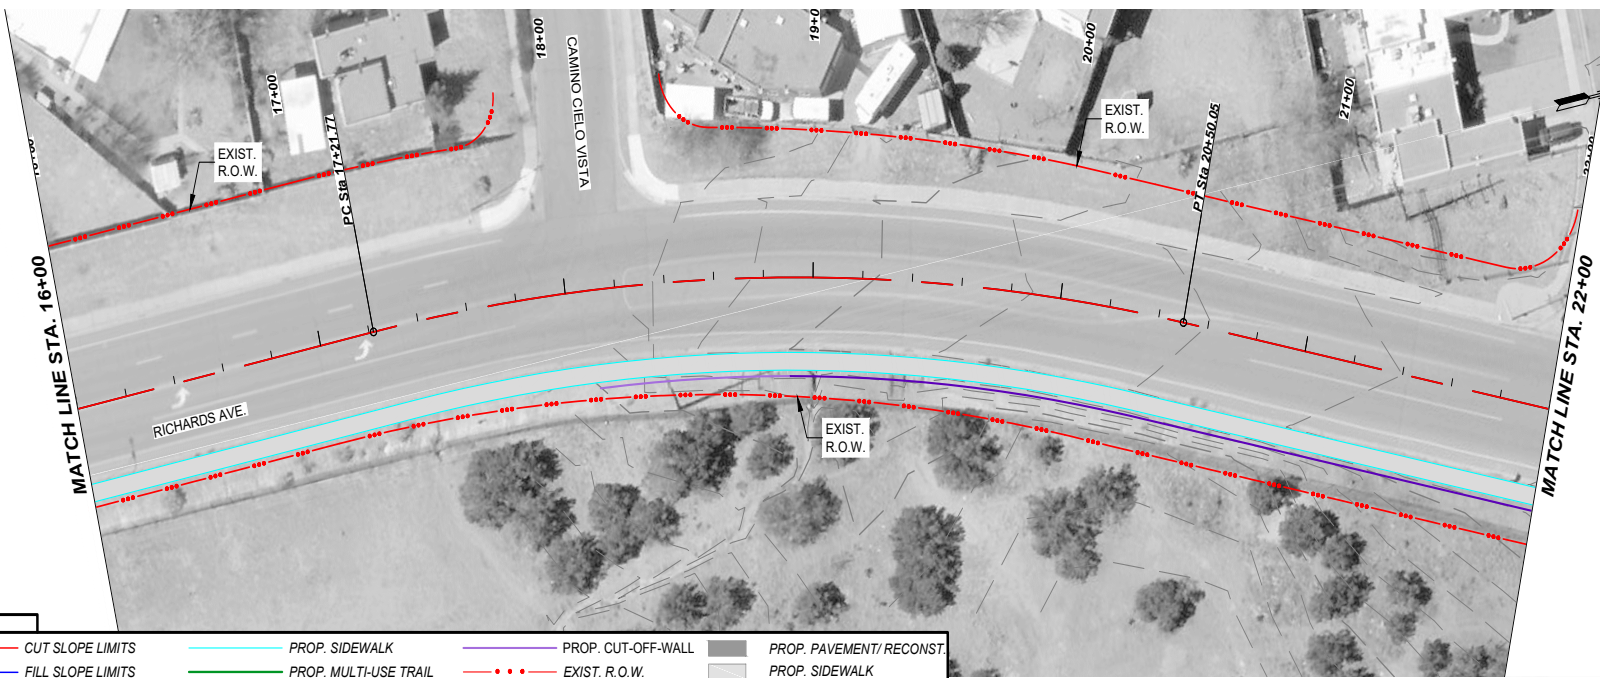 17+00
18+00
19+0
20+00
21+00
CAMINO CIELO VISTA
EXIST.
R.O.W.
PC Sta 17+21.77
EXIST.
R.O.W.
PT Sta 20+50.05
MATCH LINE STA. 16+00
MATCH LINE STA. 22+00
RICHARDS AVE.
EXIST.
R.O.W.
CUT SLOPE LIMITS
PROP. SIDEWALK
PROP. CUT-OFF-WALL
PROP. PAVEMENT/ RECONST.
FILL SLOPE LIMITS
PROP. MULTI-USE TRAIL
EXIST. R.O.W.
PROP. SIDEWALK